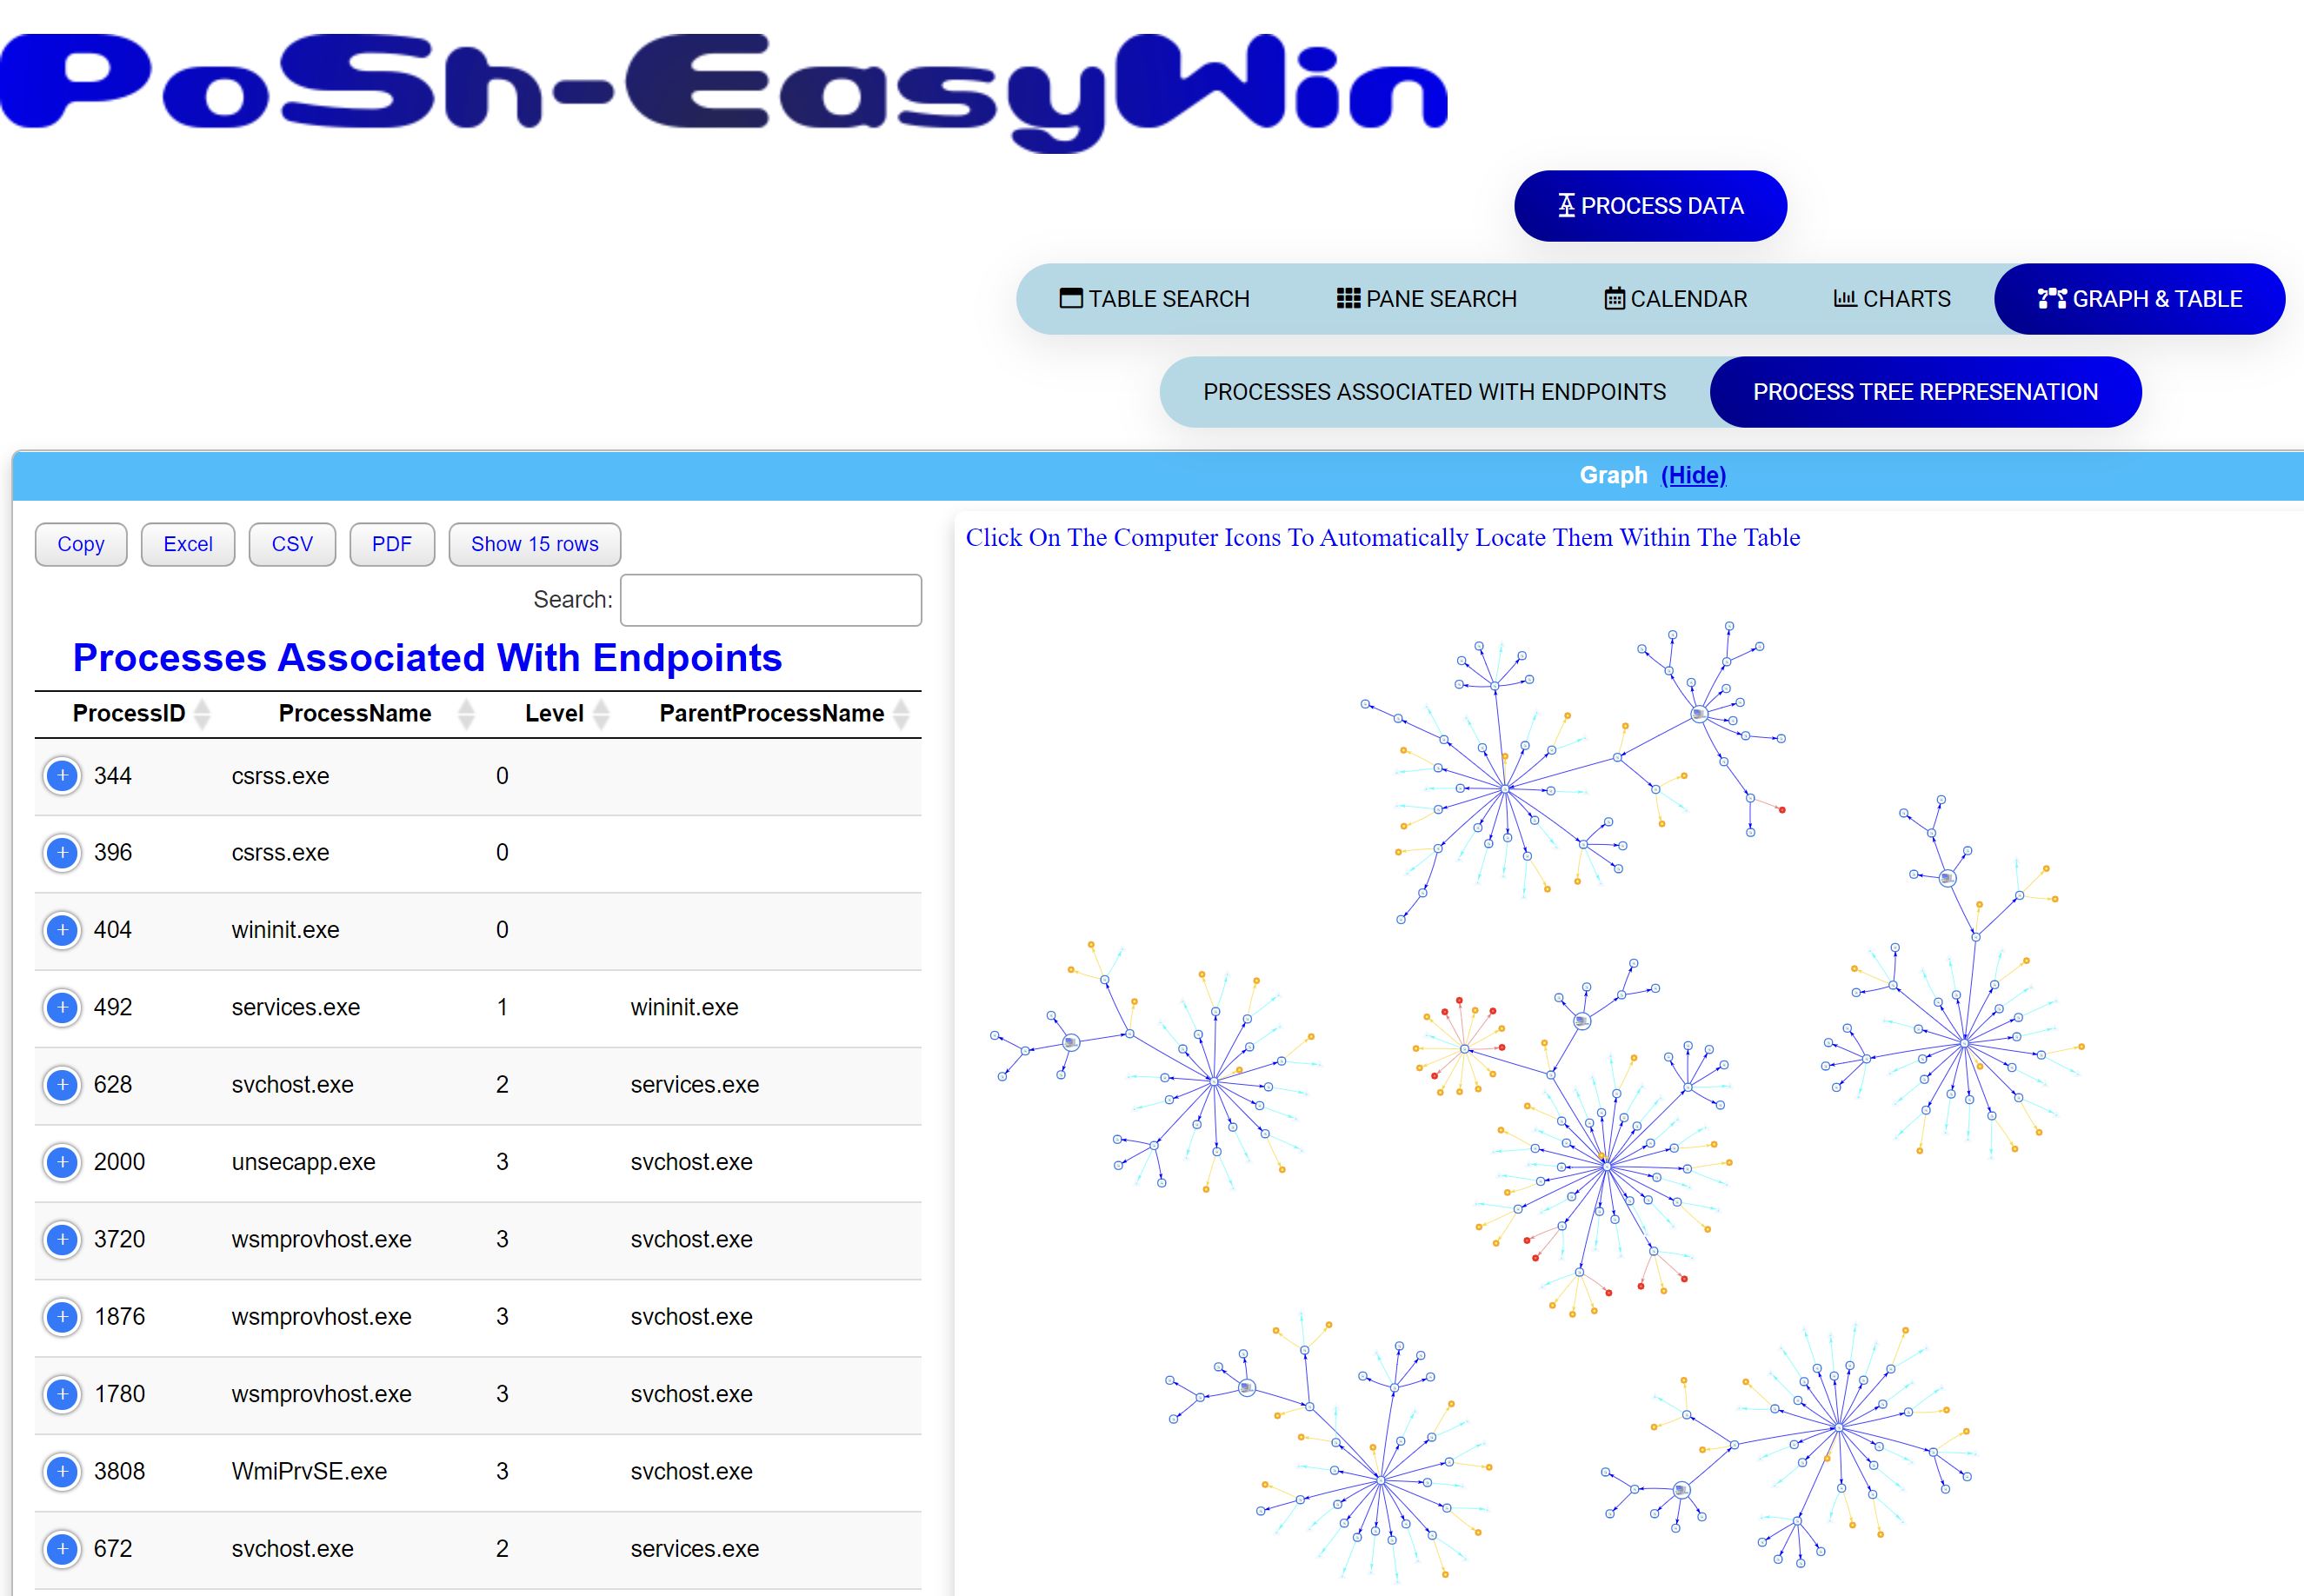 PoSh-EasyWin
PROCESS DATA
TABLE SEARCH PANE SEARCH CALENDAR CHARTS GRAPH & TABLE
PROCESSES ASSOCIATED WITH ENDPOINTS PROCESS TREE REPRESENATION
Graph (Hide)
Copy Excel CSV PDF Show 15 rows
Click On The Computer Icons To Automatically Locate Them Within The Table
Search:
Processes Associated With Endpoints
ProcessID ProcessName Level ParentProcessName
344 csrss.exe 0
396 csrss.exe 0
404 wininit.exe 0
492 services.exe 1 wininit.exe
628 svchost.exe 2 services.exe
2000 unsecapp.exe 3 svchost.exe
3720 wsmprovhost.exe 3 svchost.exe
1876 wsmprovhost.exe 3 svchost.exe
1780 wsmprovhost.exe 3 svchost.exe
3808 WmiPrvSE.exe 3 svchost.exe
672 svchost.exe 2 services.exe